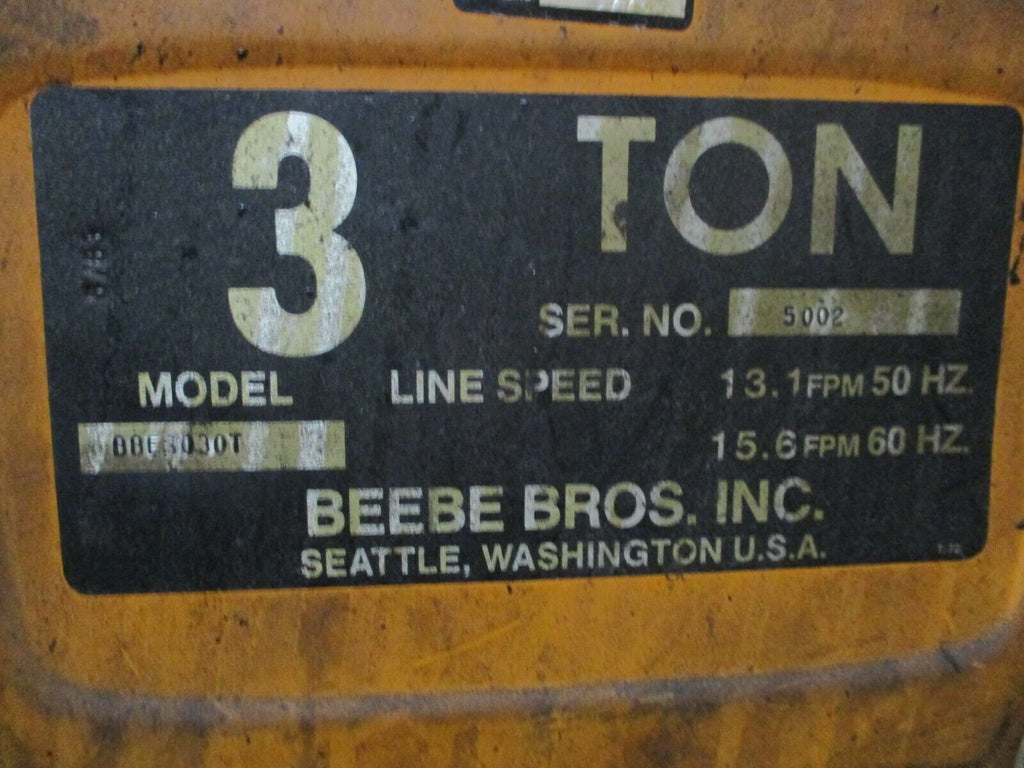 3 TON
SER. NO. 5002
MODEL LINE SPEED 13.1 FPM 50 HZ.
15.6 FPM 60 HZ.
BEEBE BROS. INC.
SEATTLE, WASHINGTON U.S.A.